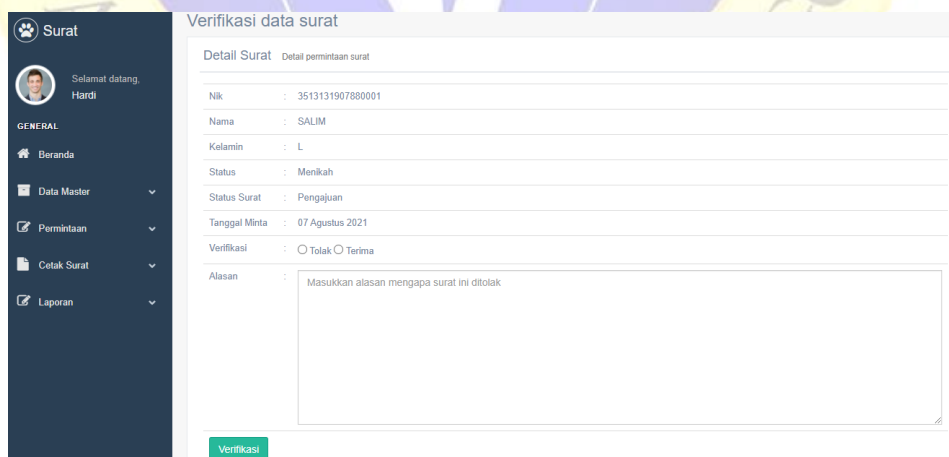 Surat
Selamat datang,
Hardi
GENERAL
Beranda
Data Master
Permintaan
Cetak Surat
Laporan
Verifikasi data surat
Detail Surat Detail permintaan surat
Nik : 3513131907880001
Nama : SALIM
Kelamin : L
Status : Menikah
Status Surat : Pengajuan
Tanggal Minta : 07 Agustus 2021
Verifikasi : Tolak Terima
Alasan : Masukkan alasan mengapa surat ini ditolak
Verifikasi